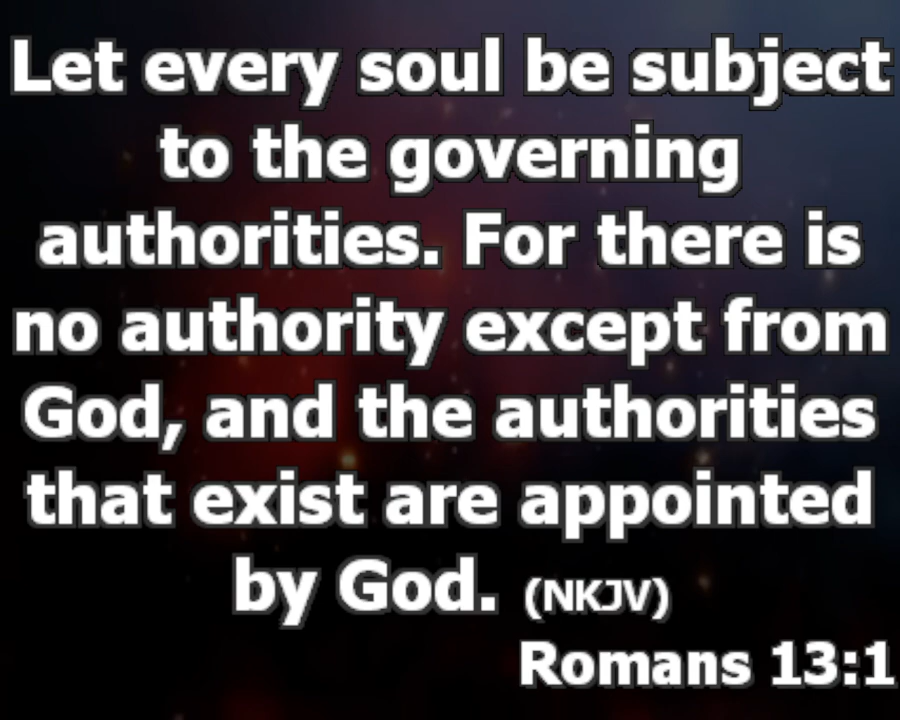 Let every soul be subject
to the governing
authorities. For there is
no authority except from
God, and the authorities
that exist are appointed
by God. (NKJV)
Romans 13:1